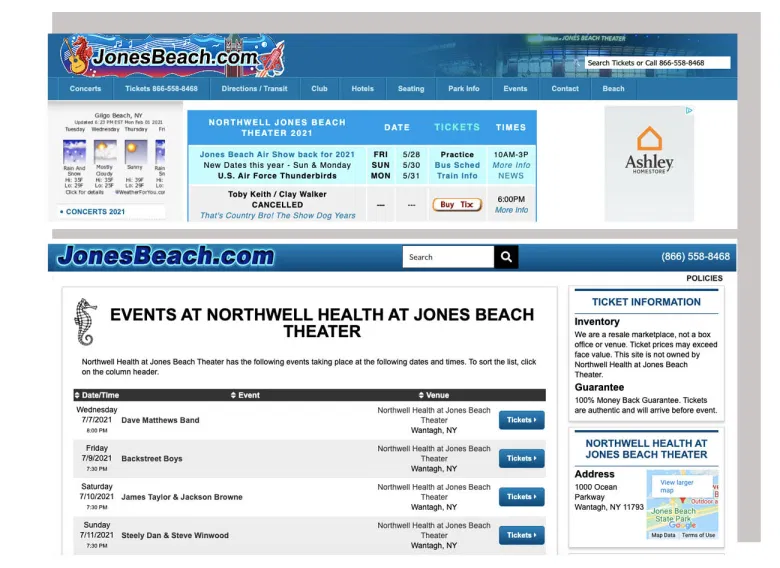 JONES BEACH THEATER
JonesBeach.com
Search Tickets or Call 866-558-8468
Concerts Tickets 866-558-8468 Directions / Transit Club Hotels Seating Park Info Events Contact Beach
Gilgo Beach, NY
Updated 6:23 PM EST Mon Feb 01 2021
Tuesday Wednesday Thursday Fri
Rain And Snow Mostly Cloudy Sunny Rain Sno
Hi: 35F Hi: 35F Hi: 39F Hi: 4
Lo: 29F Lo: 29F Lo: 29F Lo: 2
Click for details @WeatherForYou.com
• CONCERTS 2021
NORTHWELL JONES BEACH THEATER 2021 DATE TICKETS TIMES
Jones Beach Air Show back for 2021 FRI 5/28 Practice 10AM-3P
New Dates this year - Sun & Monday SUN 5/30 Bus Sched More Info
U.S. Air Force Thunderbirds MON 5/31 Train Info NEWS
Toby Keith / Clay Walker
CANCELLED --- --- Buy Tix 6:00PM
That's Country Bro! The Show Dog Years More Info
Ashley
HOMESTORE
JonesBeach.com
Search
(866) 558-8468
POLICIES
EVENTS AT NORTHWELL HEALTH AT JONES BEACH
THEATER
Northwell Health at Jones Beach Theater has the following events taking place at the following dates and times. To sort the list, click
on the column header.
Date/Time Event Venue
Wednesday
7/7/2021
8:00 PM
Dave Matthews Band
Northwell Health at Jones Beach
Theater
Wantagh, NY
Tickets
Friday
7/9/2021
7:30 PM
Backstreet Boys
Northwell Health at Jones Beach
Theater
Wantagh, NY
Tickets
Saturday
7/10/2021
7:30 PM
James Taylor & Jackson Browne
Northwell Health at Jones Beach
Theater
Wantagh, NY
Tickets
Sunday
7/11/2021
7:30 PM
Steely Dan & Steve Winwood
Northwell Health at Jones Beach
Theater
Wantagh, NY
Tickets
TICKET INFORMATION
Inventory
We are a resale marketplace, not a box
office or venue. Ticket prices may exceed
face value. This site is not owned by
Northwell Health at Jones Beach
Theater.
Guarantee
100% Money Back Guarantee. Tickets
are authentic and will arrive before event.
NORTHWELL HEALTH AT
JONES BEACH THEATER
Address
1000 Ocean
Parkway
Wantagh, NY 11793
View larger
map
Outdoor a
Jones Beach
State Park
Google
Map Data Terms of Use